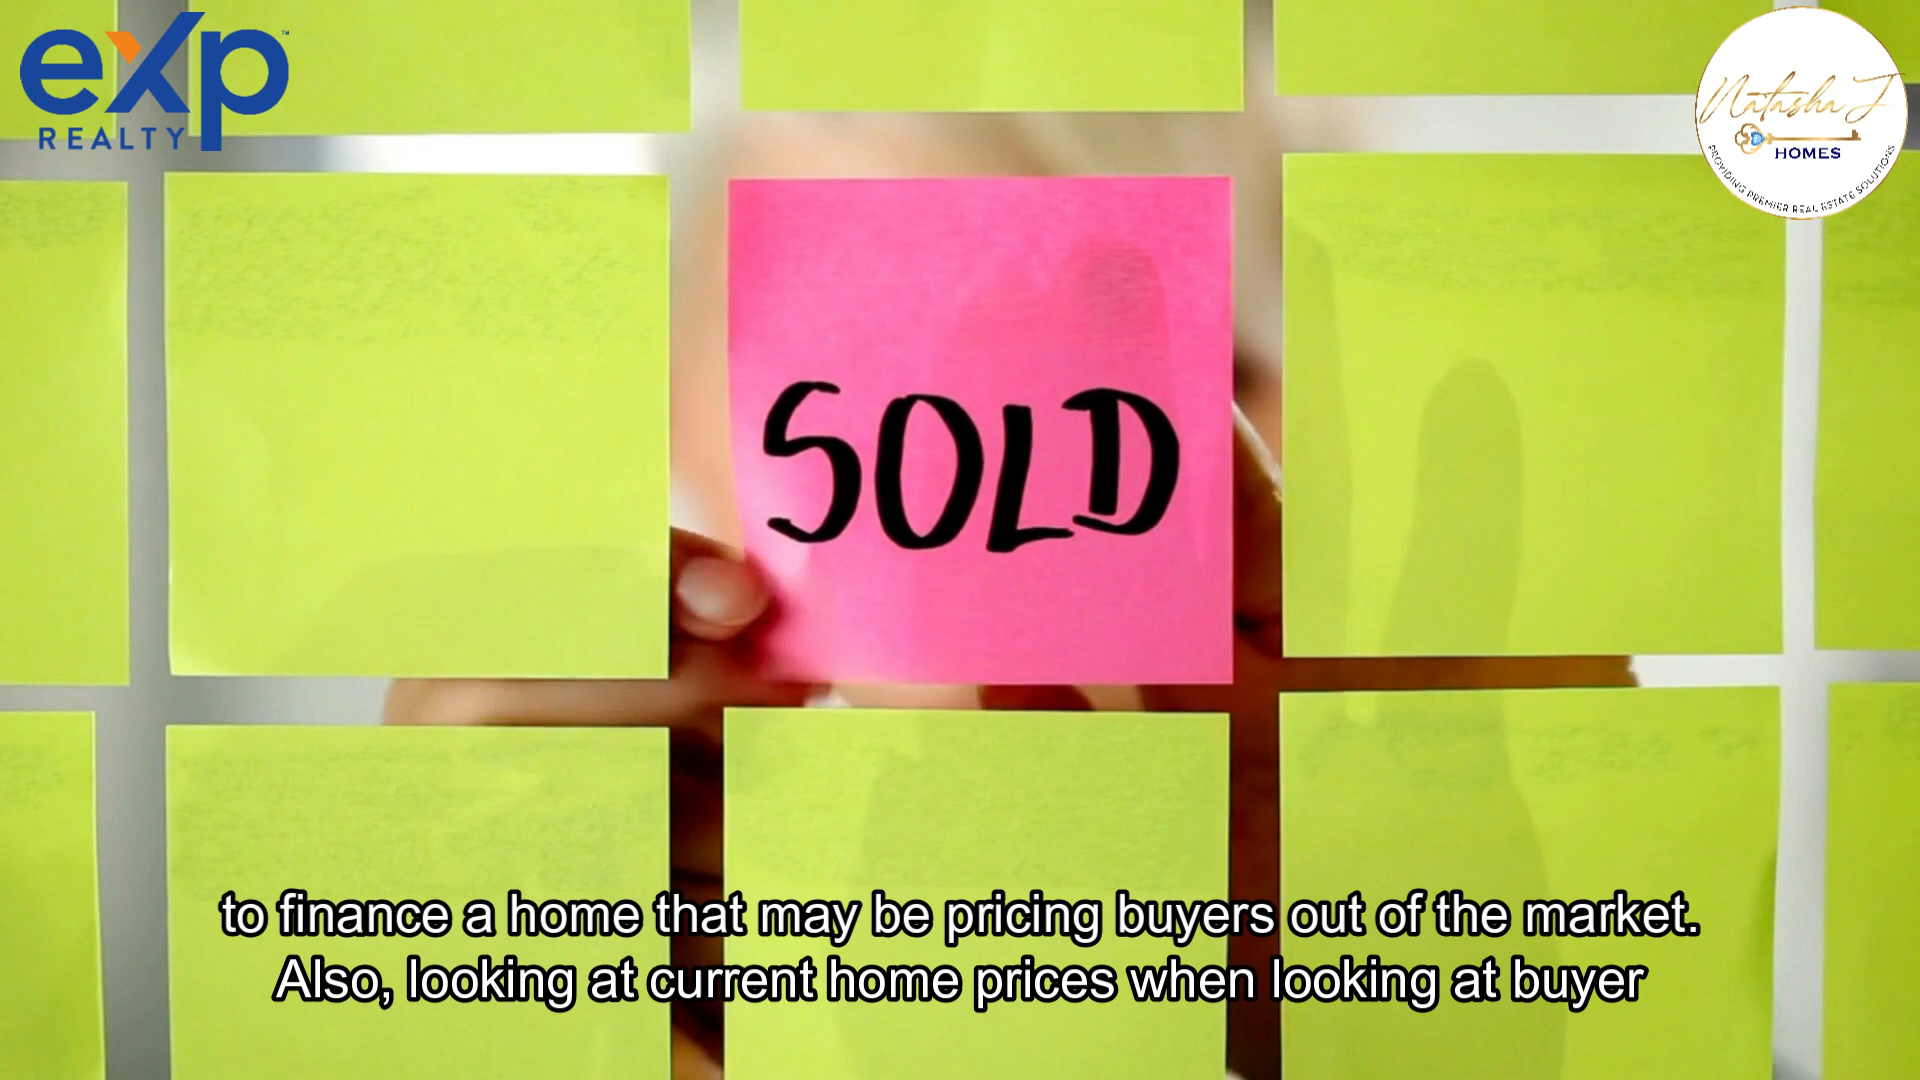 exp
REALTY
Natasha J
HOMES
PROVIDING PREMIER REAL ESTATE SOLUTIONS
SOLD
to finance a home that may be pricing buyers out of the market.
Also, looking at current home prices when looking at buyer